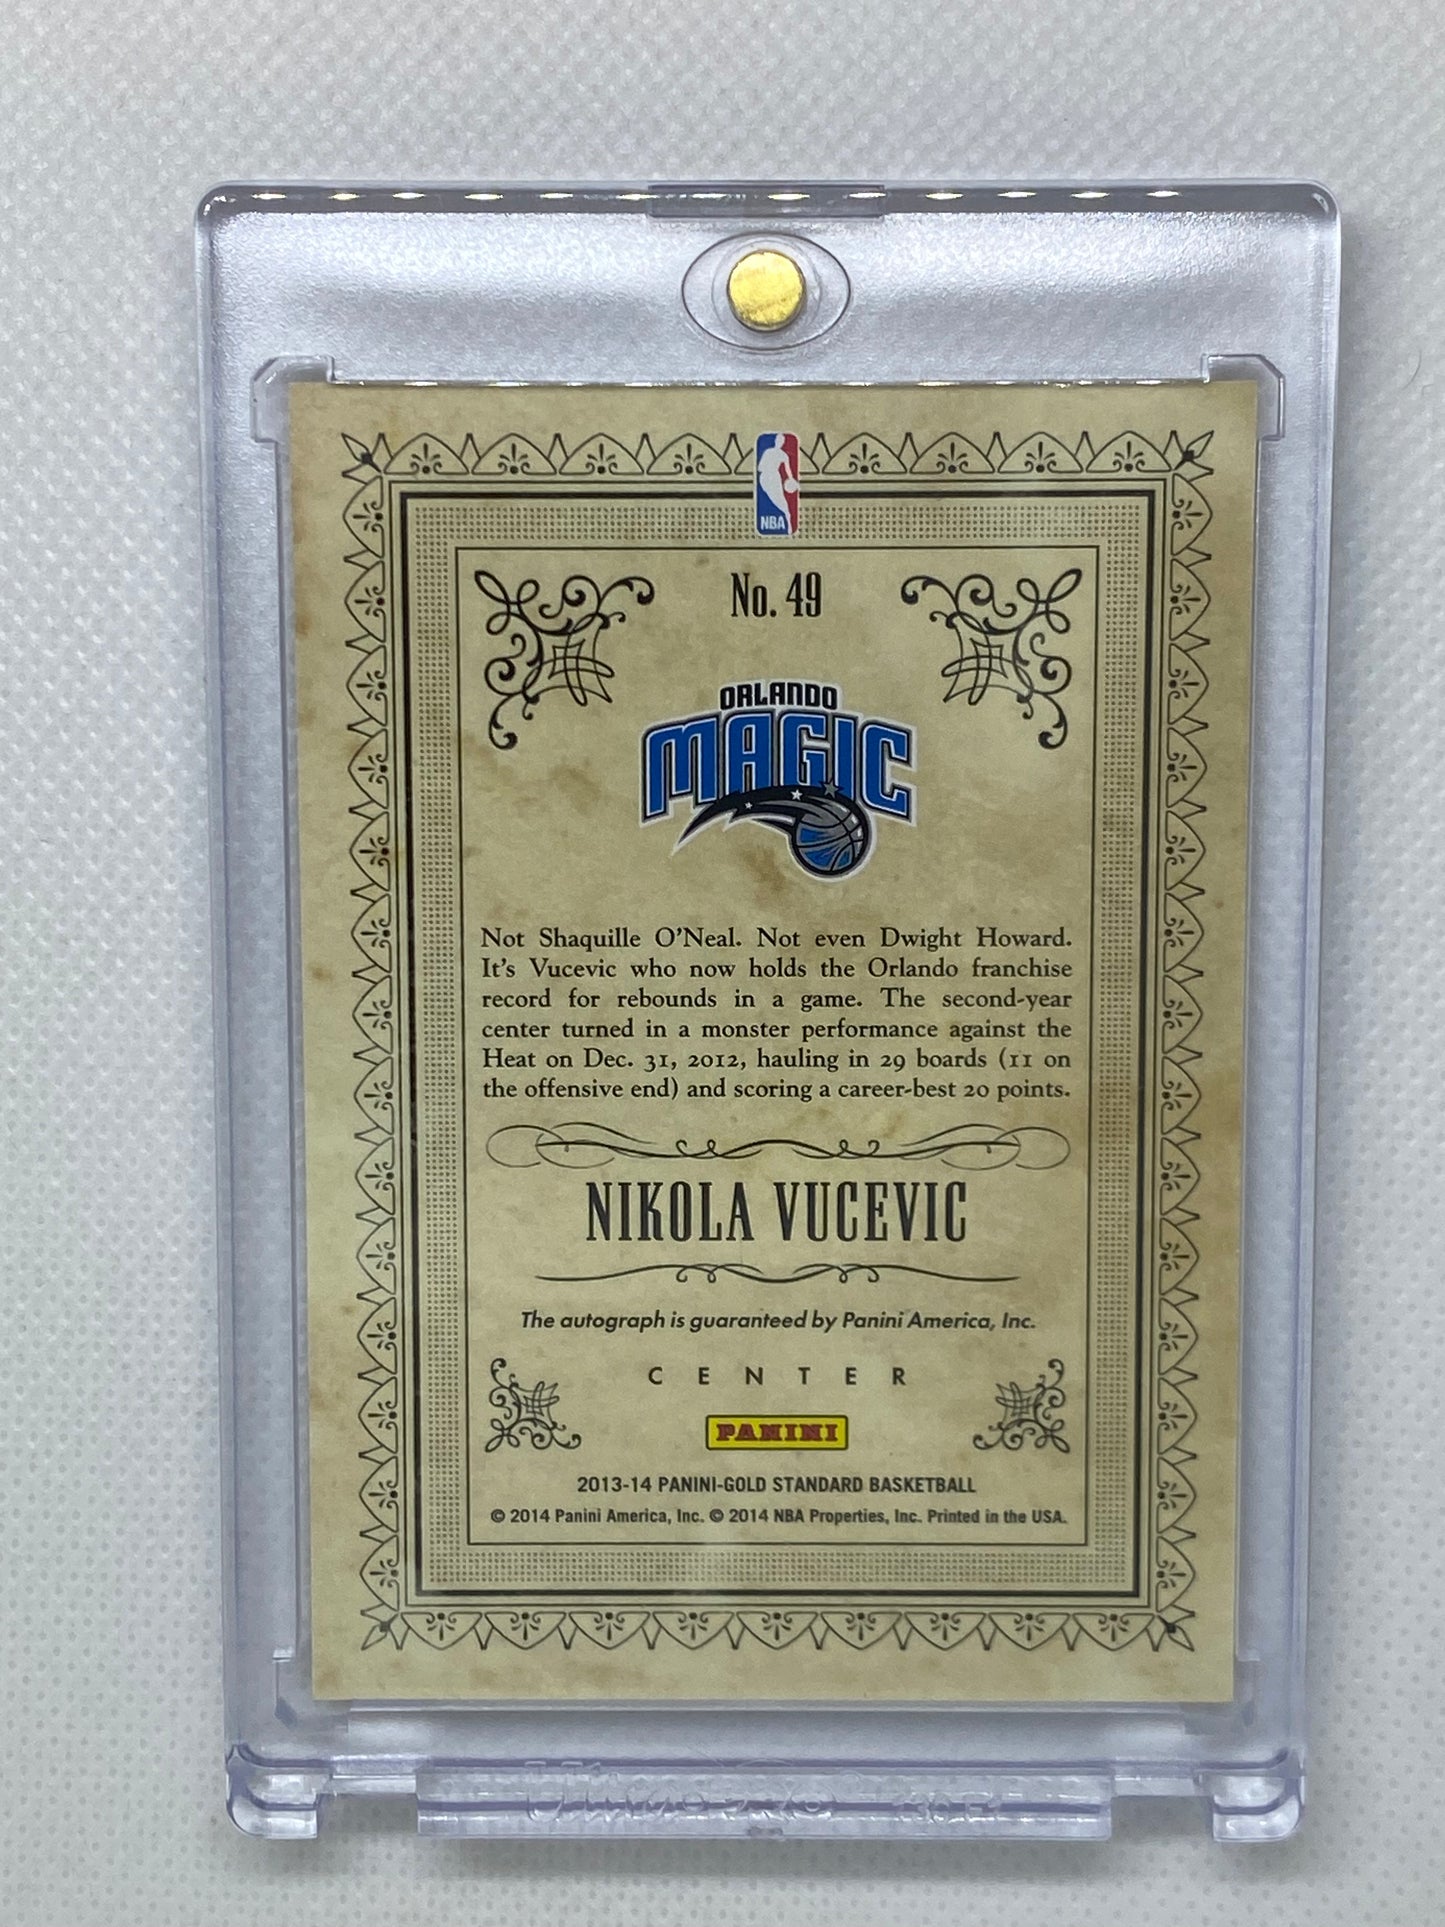 NBA
No. 49
ORLANDO
MAGIC
Not Shaquille O'Neal. Not even Dwight Howard.
It's Vucevic who now holds the Orlando franchise
record for rebounds in a game. The second-year
center turned in a monster performance against the
Heat on Dec. 31, 2012, hauling in 29 boards (11 on
the offensive end) and scoring a career-best 20 points.
NIKOLA VUCEVIC
The autograph is guaranteed by Panini America, Inc.
CENTER
PANINI
2013-14 PANINI-GOLD STANDARD BASKETBALL
© 2014 Panini America, Inc. © 2014 NBA Properties, Inc. Printed in the USA.